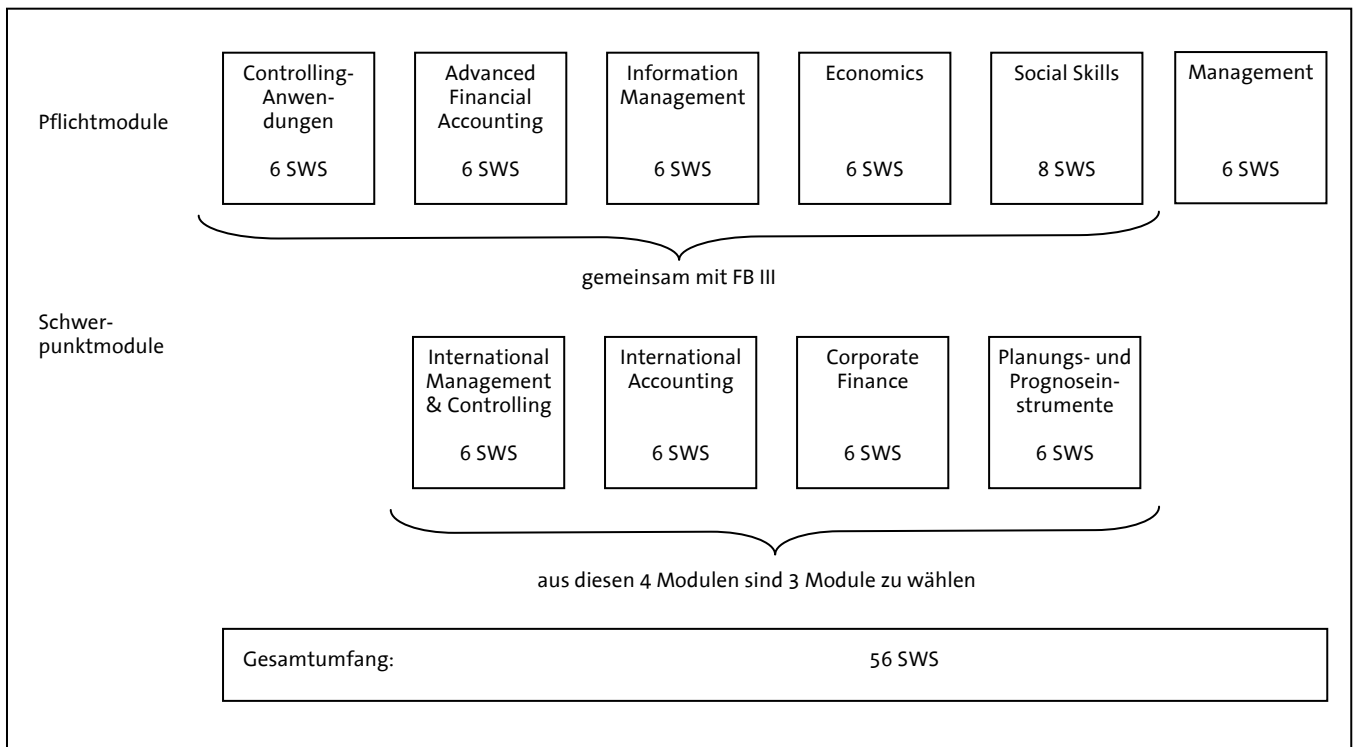 Pflichtmodule
Controlling-
Anwen-
dungen
6 SWS
Advanced
Financial
Accounting
6 SWS
Information
Management
6 SWS
Economics
6 SWS
Social Skills
8 SWS
Management
6 SWS
gemeinsam mit FB III
Schwer-
punktmodule
International
Management
& Controlling
6 SWS
International
Accounting
6 SWS
Corporate
Finance
6 SWS
Planungs- und
Prognosein-
strumente
6 SWS
aus diesen 4 Modulen sind 3 Module zu wählen
Gesamtumfang: 56 SWS